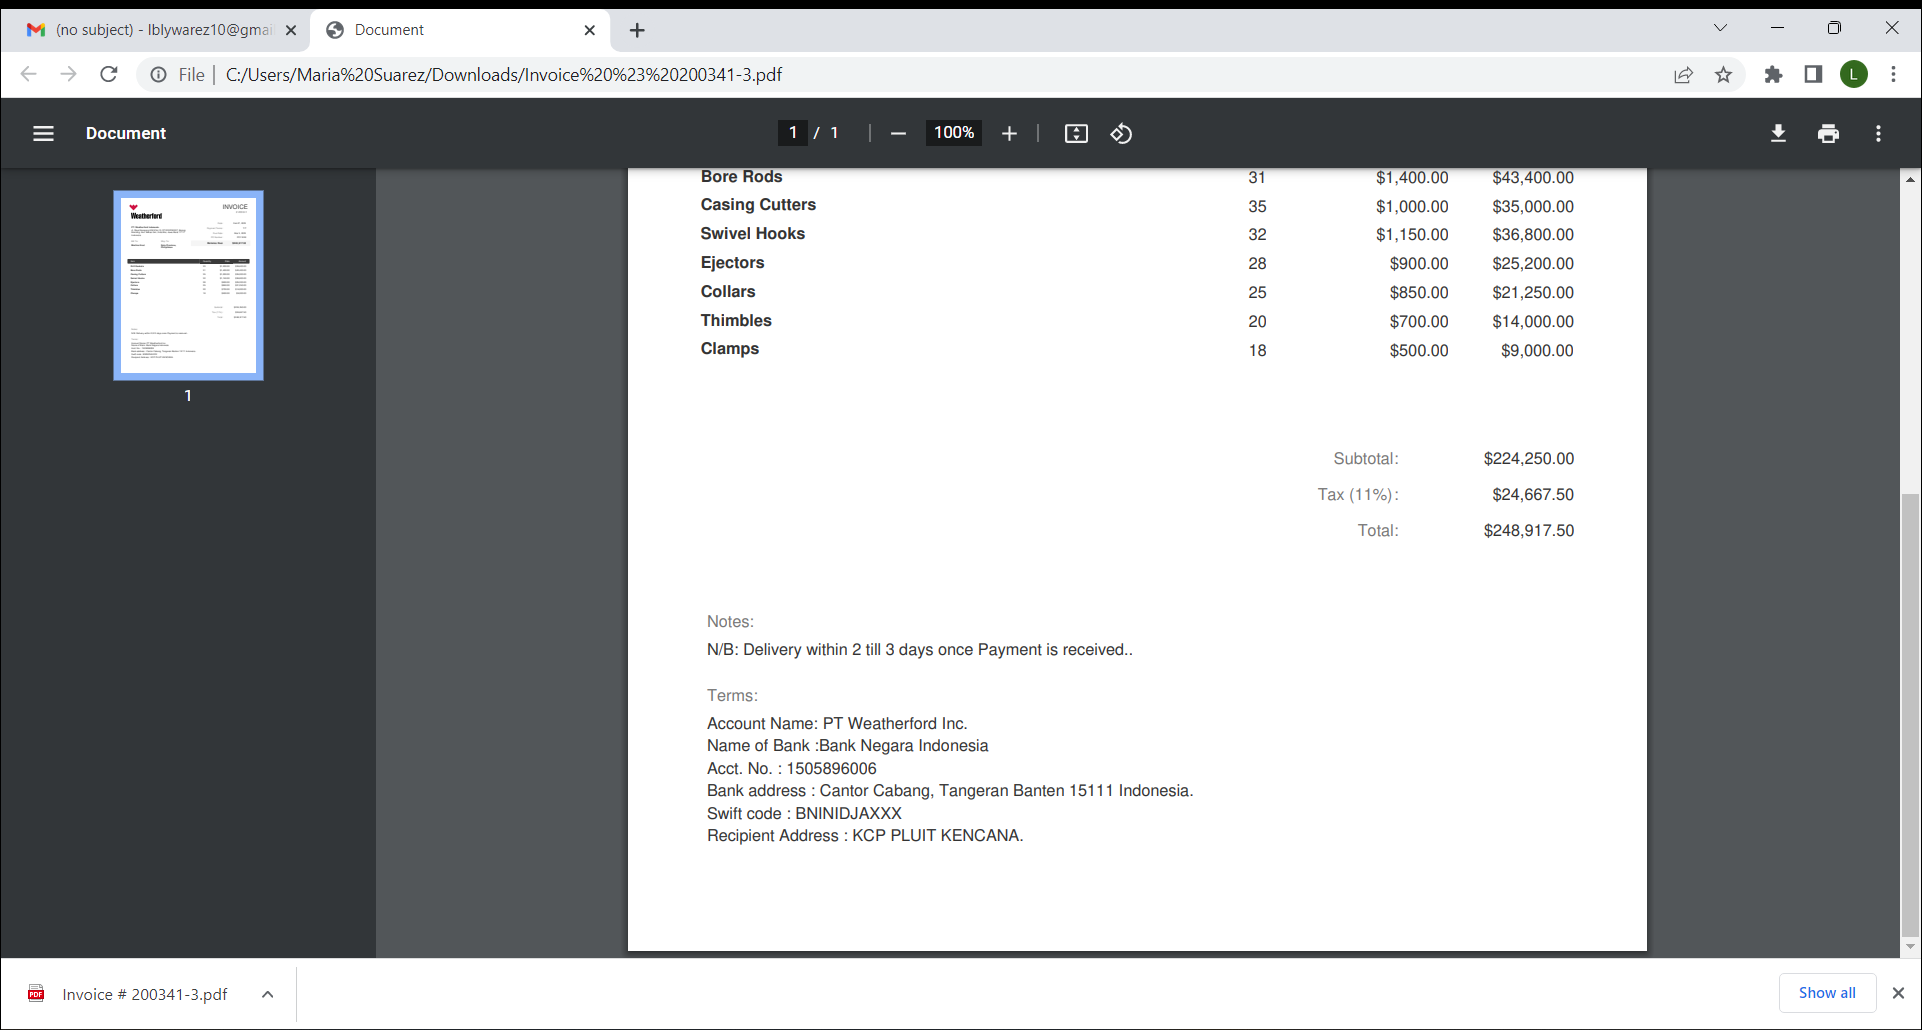 (no subject) - lblywarez10@gmai
Document
File
C:/Users/Maria%20Suarez/Downloads/Invoice%20%23%20200341-3.pdf
L
Document
1 / 1
100%
Weatherford
INVOICE
1
Bore Rods 31 $1,400.00 $43,400.00
Casing Cutters 35 $1,000.00 $35,000.00
Swivel Hooks 32 $1,150.00 $36,800.00
Ejectors 28 $900.00 $25,200.00
Collars 25 $850.00 $21,250.00
Thimbles 20 $700.00 $14,000.00
Clamps 18 $500.00 $9,000.00
Subtotal: $224,250.00
Tax (11%): $24,667.50
Total: $248,917.50
Notes:
N/B: Delivery within 2 till 3 days once Payment is received..
Terms:
Account Name: PT Weatherford Inc.
Name of Bank :Bank Negara Indonesia
Acct. No. : 1505896006
Bank address : Cantor Cabang, Tangeran Banten 15111 Indonesia.
Swift code : BNINIDJAXXX
Recipient Address : KCP PLUIT KENCANA.
PDF
Invoice # 200341-3.pdf
Show all